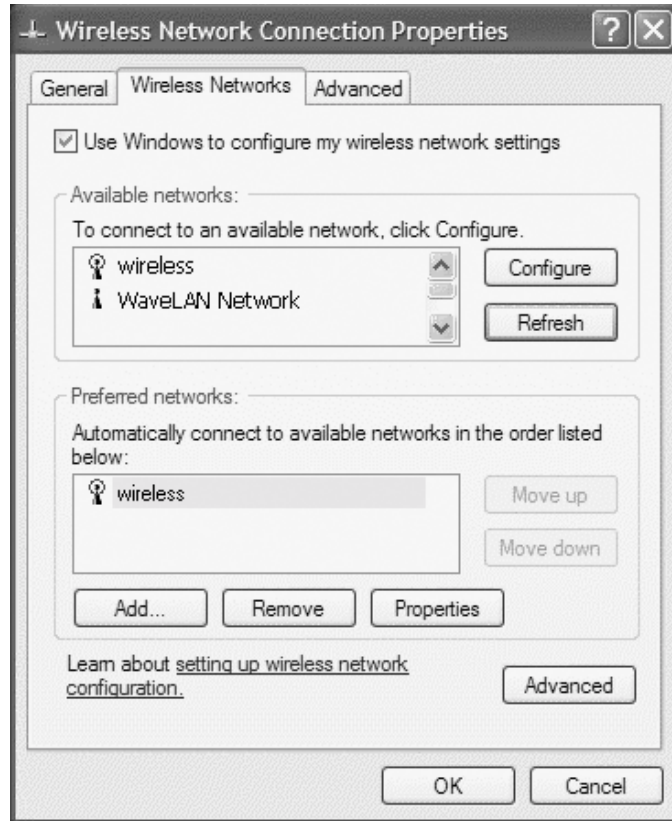 Wireless Network Connection Properties
General Wireless Networks Advanced
Use Windows to configure my wireless network settings
Available networks:
To connect to an available network, click Configure.
wireless
WaveLAN Network
Configure
Refresh
Preferred networks:
Automatically connect to available networks in the order listed
below:
wireless
Move up
Move down
Add... Remove Properties
Learn about setting up wireless network
configuration.
Advanced
OK Cancel